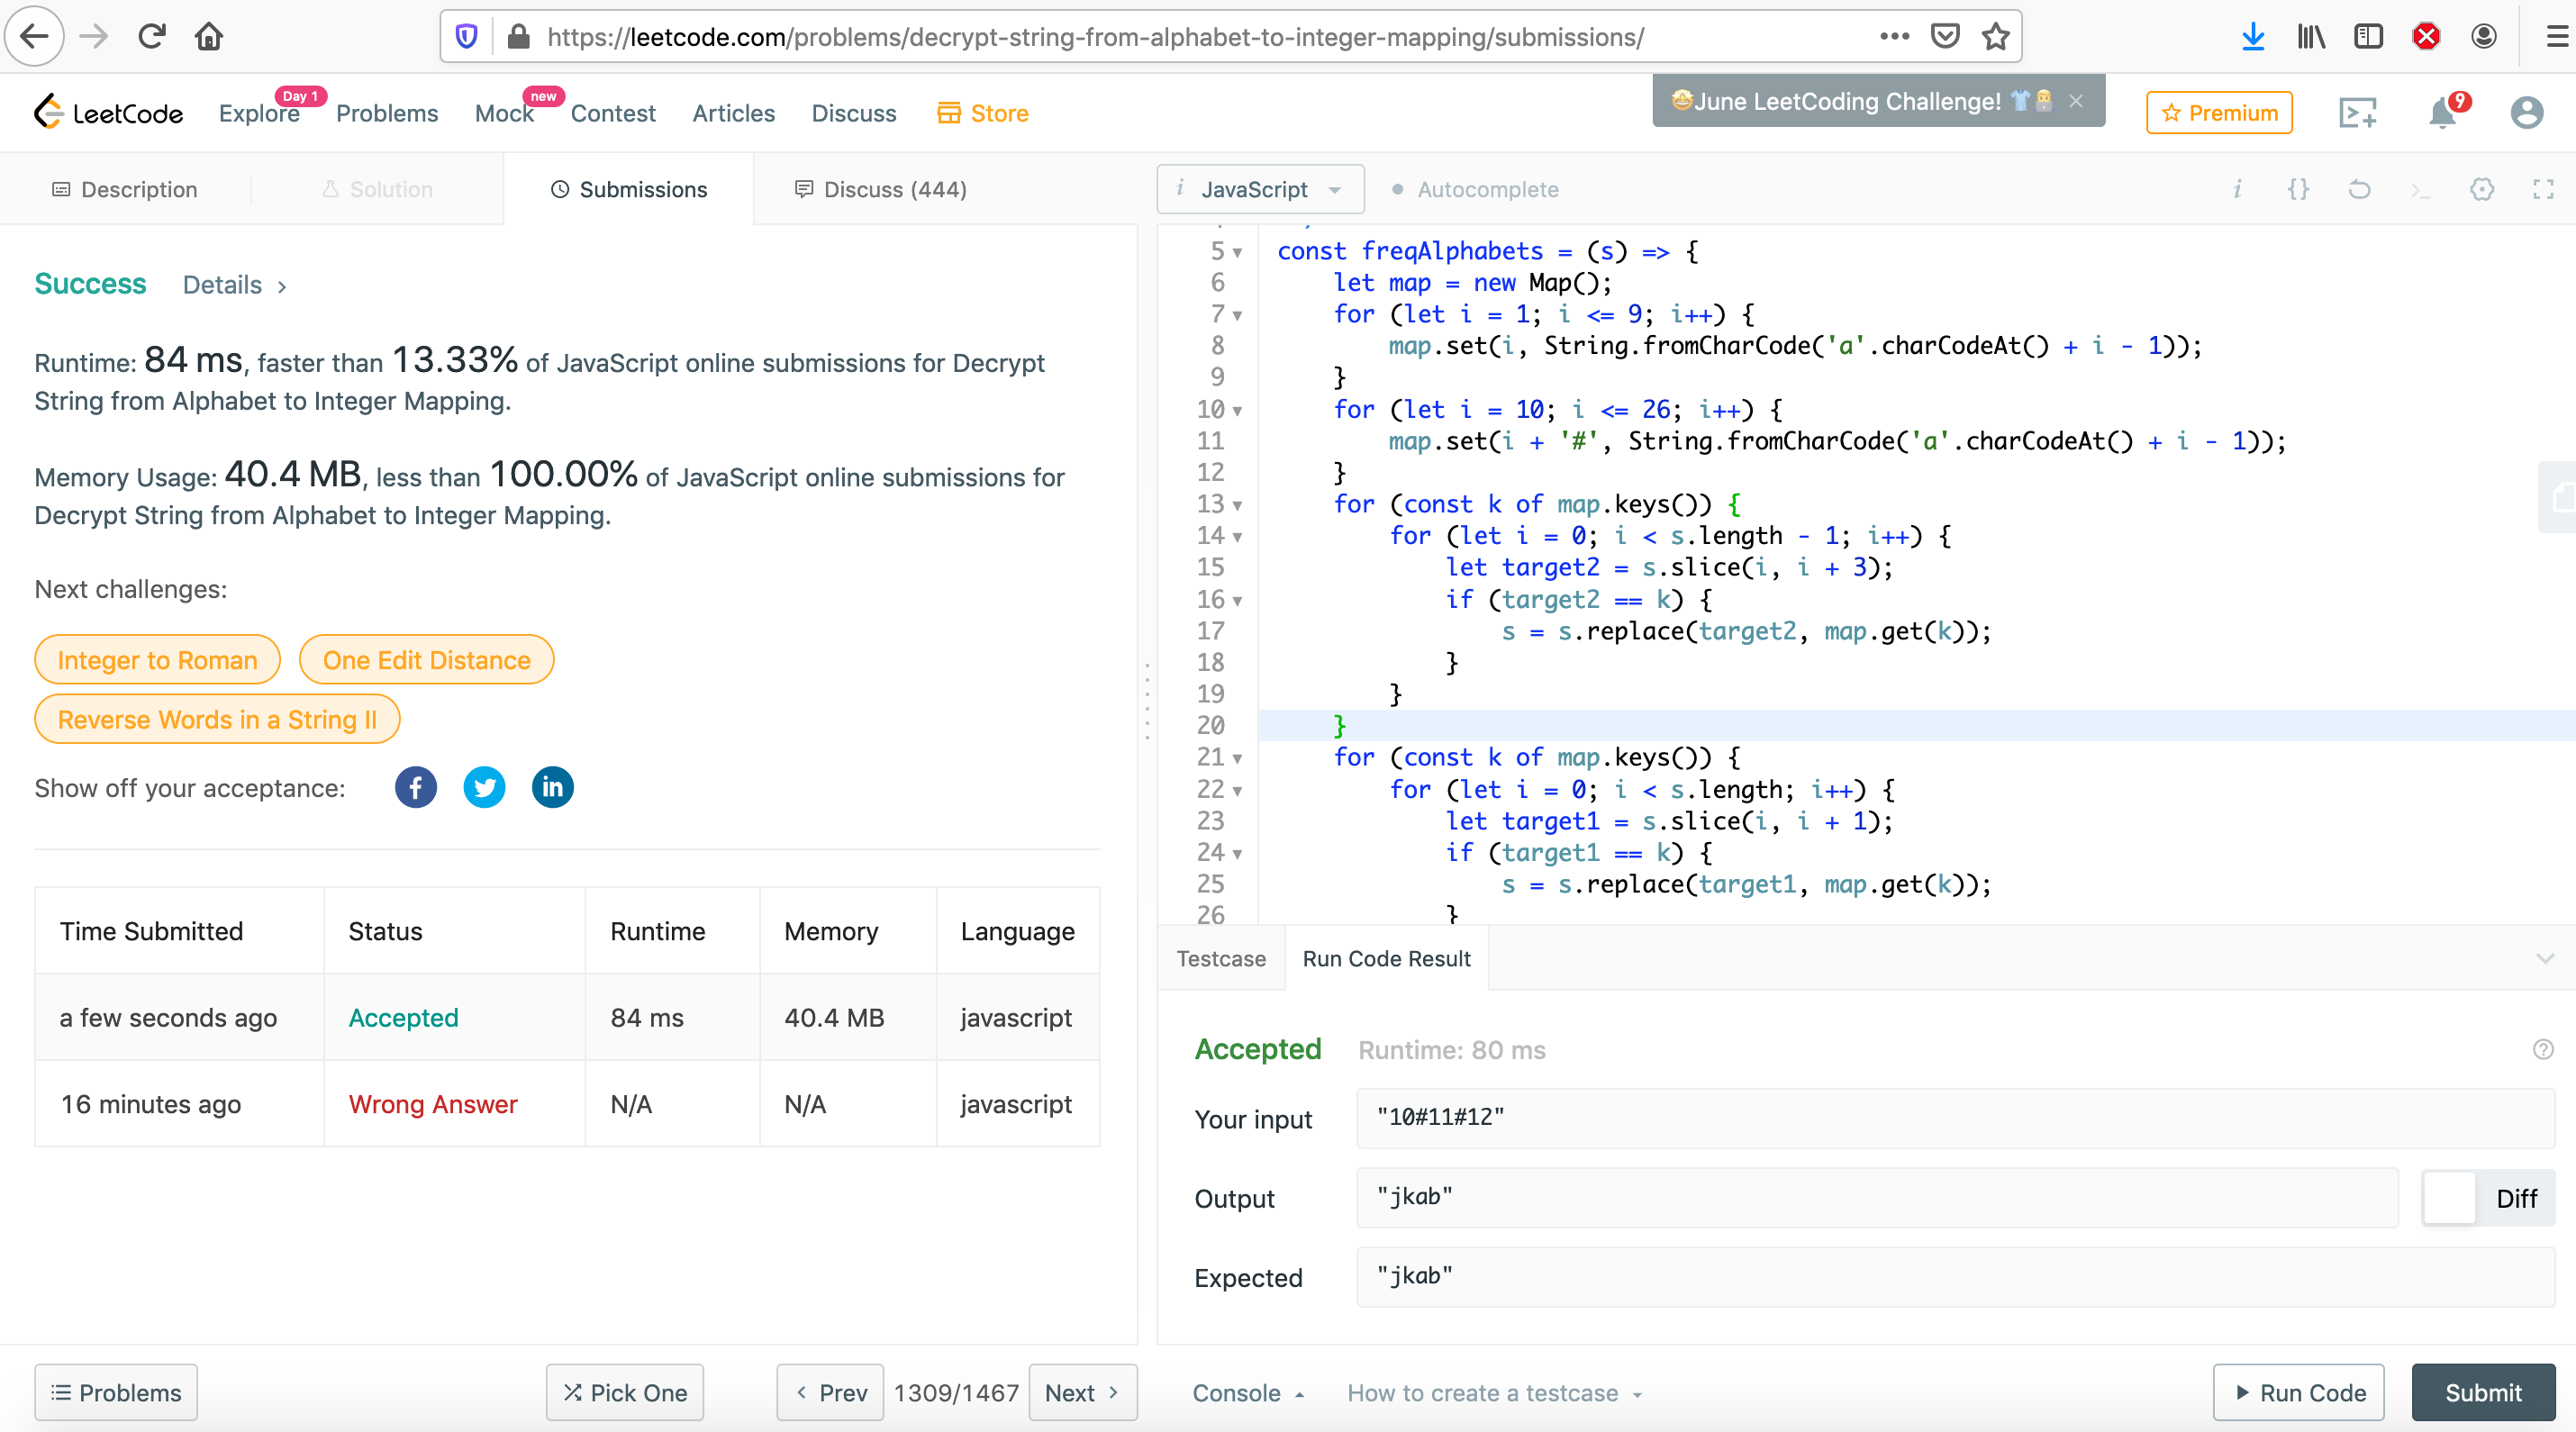 https://leetcode.com/problems/decrypt-string-from-alphabet-to-integer-mapping/submissions/
LeetCode
Explore
Day 1
Problems
Mock
new
Contest
Articles
Discuss
Store
🤩June LeetCoding Challenge! 👕
Premium
9
Description
Solution
Submissions
Discuss (444)
i JavaScript
Autocomplete
Success
Details
Runtime: 84 ms, faster than 13.33% of JavaScript online submissions for Decrypt
String from Alphabet to Integer Mapping.
Memory Usage: 40.4 MB, less than 100.00% of JavaScript online submissions for
Decrypt String from Alphabet to Integer Mapping.
Next challenges:
Integer to Roman
One Edit Distance
Reverse Words in a String II
Show off your acceptance:
Time Submitted Status Runtime Memory Language
a few seconds ago Accepted 84 ms 40.4 MB javascript
16 minutes ago Wrong Answer N/A N/A javascript
Problems
Pick One
Prev
1309/1467
Next
5 const freqAlphabets = (s) => {
6 let map = new Map();
7 for (let i = 1; i <= 9; i++) {
8 map.set(i, String.fromCharCode('a'.charCodeAt() + i - 1));
9 }
10 for (let i = 10; i <= 26; i++) {
11 map.set(i + '#', String.fromCharCode('a'.charCodeAt() + i - 1));
12 }
13 for (const k of map.keys()) {
14 for (let i = 0; i < s.length - 1; i++) {
15 let target2 = s.slice(i, i + 3);
16 if (target2 == k) {
17 s = s.replace(target2, map.get(k));
18 }
19 }
20 }
21 for (const k of map.keys()) {
22 for (let i = 0; i < s.length; i++) {
23 let target1 = s.slice(i, i + 1);
24 if (target1 == k) {
25 s = s.replace(target1, map.get(k));
26 }
Testcase
Run Code Result
Accepted
Runtime: 80 ms
Your input
"10#11#12"
Output
"jkab"
Diff
Expected
"jkab"
Console
How to create a testcase
Run Code
Submit